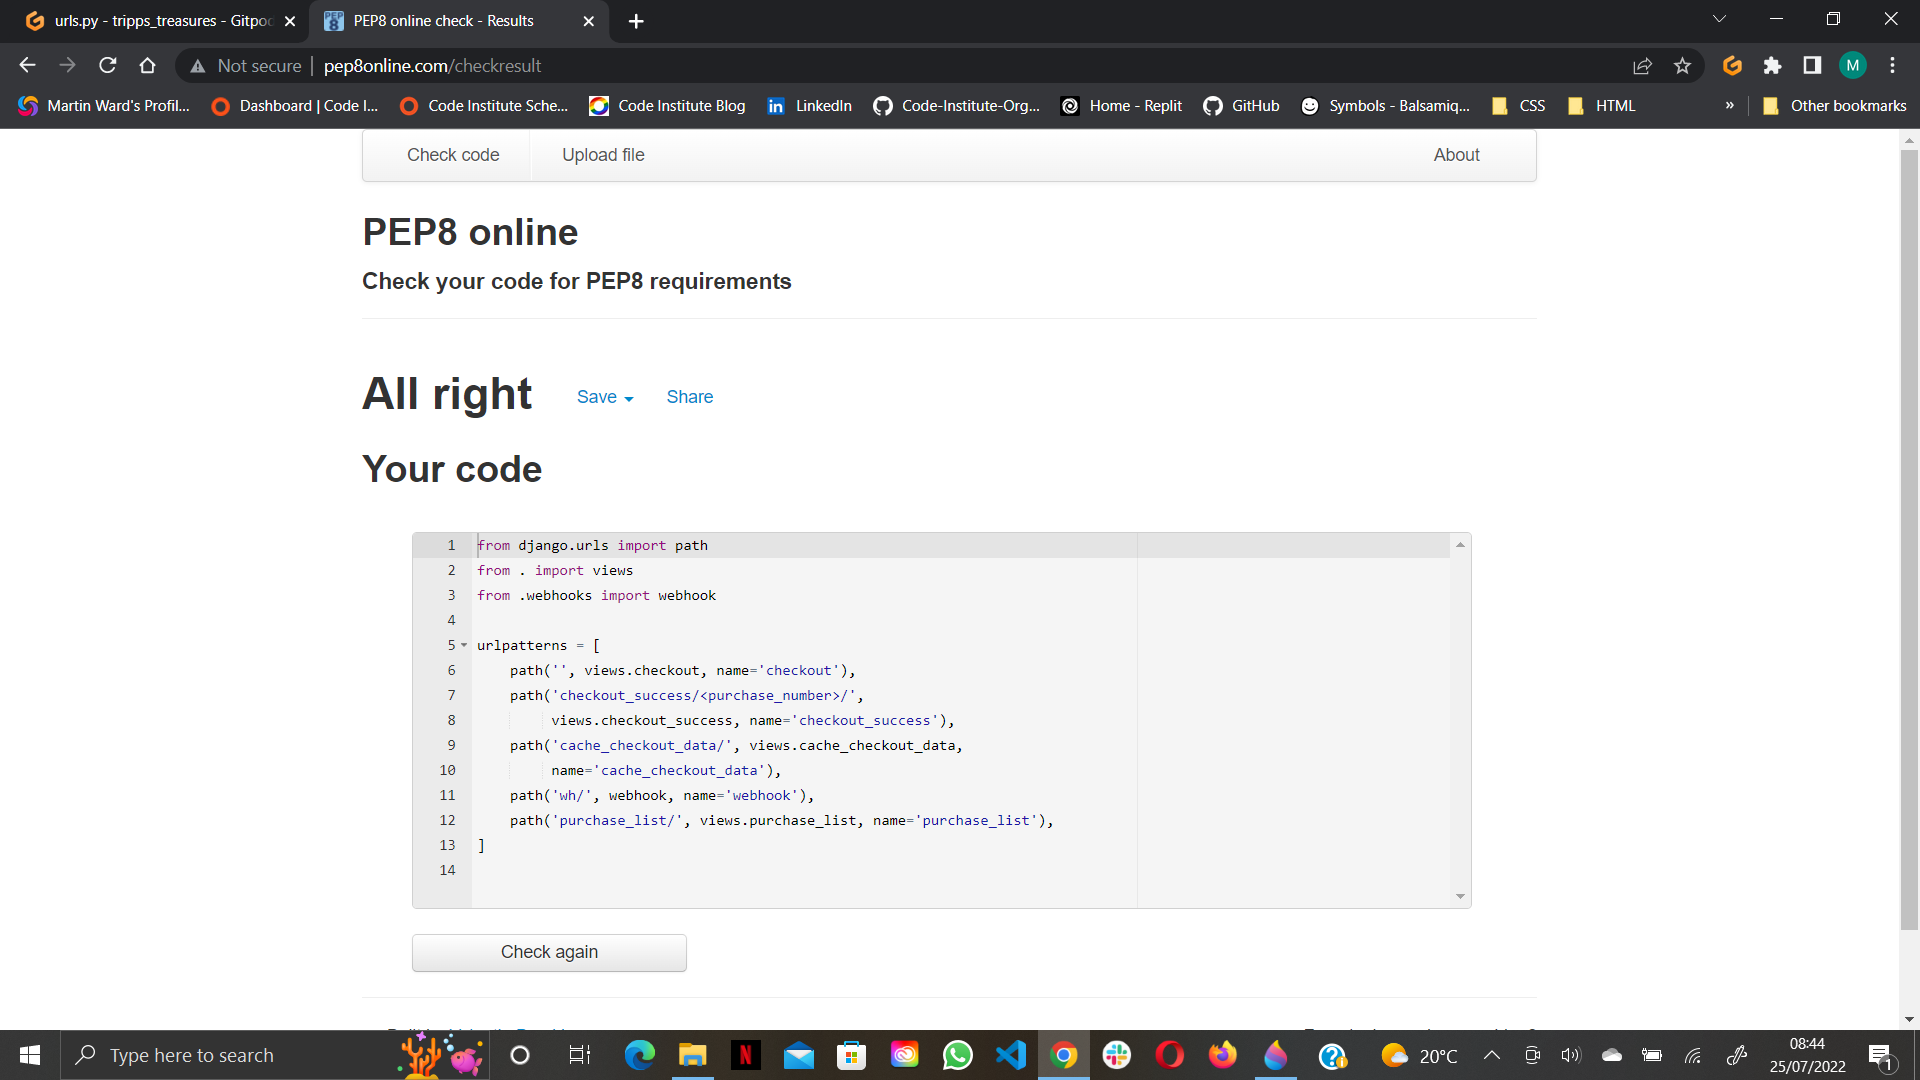 urls.py - tripps_treasures - Gitpod
PEP8 online check - Results
Not secure
pep8online.com/checkresult
M
Martin Ward's Profil...
Dashboard | Code I...
Code Institute Sche...
Code Institute Blog
LinkedIn
Code-Institute-Org...
Home - Replit
GitHub
Symbols - Balsamiq...
CSS
HTML
»
Other bookmarks
Check code
Upload file
About
PEP8 online
Check your code for PEP8 requirements
All right
Save
Share
Your code
1 from django.urls import path
2 from . import views
3 from .webhooks import webhook
4
5 urlpatterns = [
6 path('', views.checkout, name='checkout'),
7 path('checkout_success/<purchase_number>/',
8 views.checkout_success, name='checkout_success'),
9 path('cache_checkout_data/', views.cache_checkout_data,
10 name='cache_checkout_data'),
11 path('wh/', webhook, name='webhook'),
12 path('purchase_list/', views.purchase_list, name='purchase_list'),
13 ]
14
Check again
Type here to search
20°C
08:44
25/07/2022
1